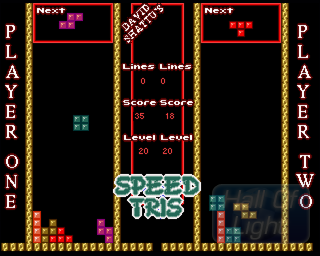 Next
Next
DAVID
SHATTU'S
PLAYER ONE
PLAYER TWO
Lines Lines
0 0
Score Score
35 18
Level Level
20 20
SPEED
TRIS
Hall Of
Light